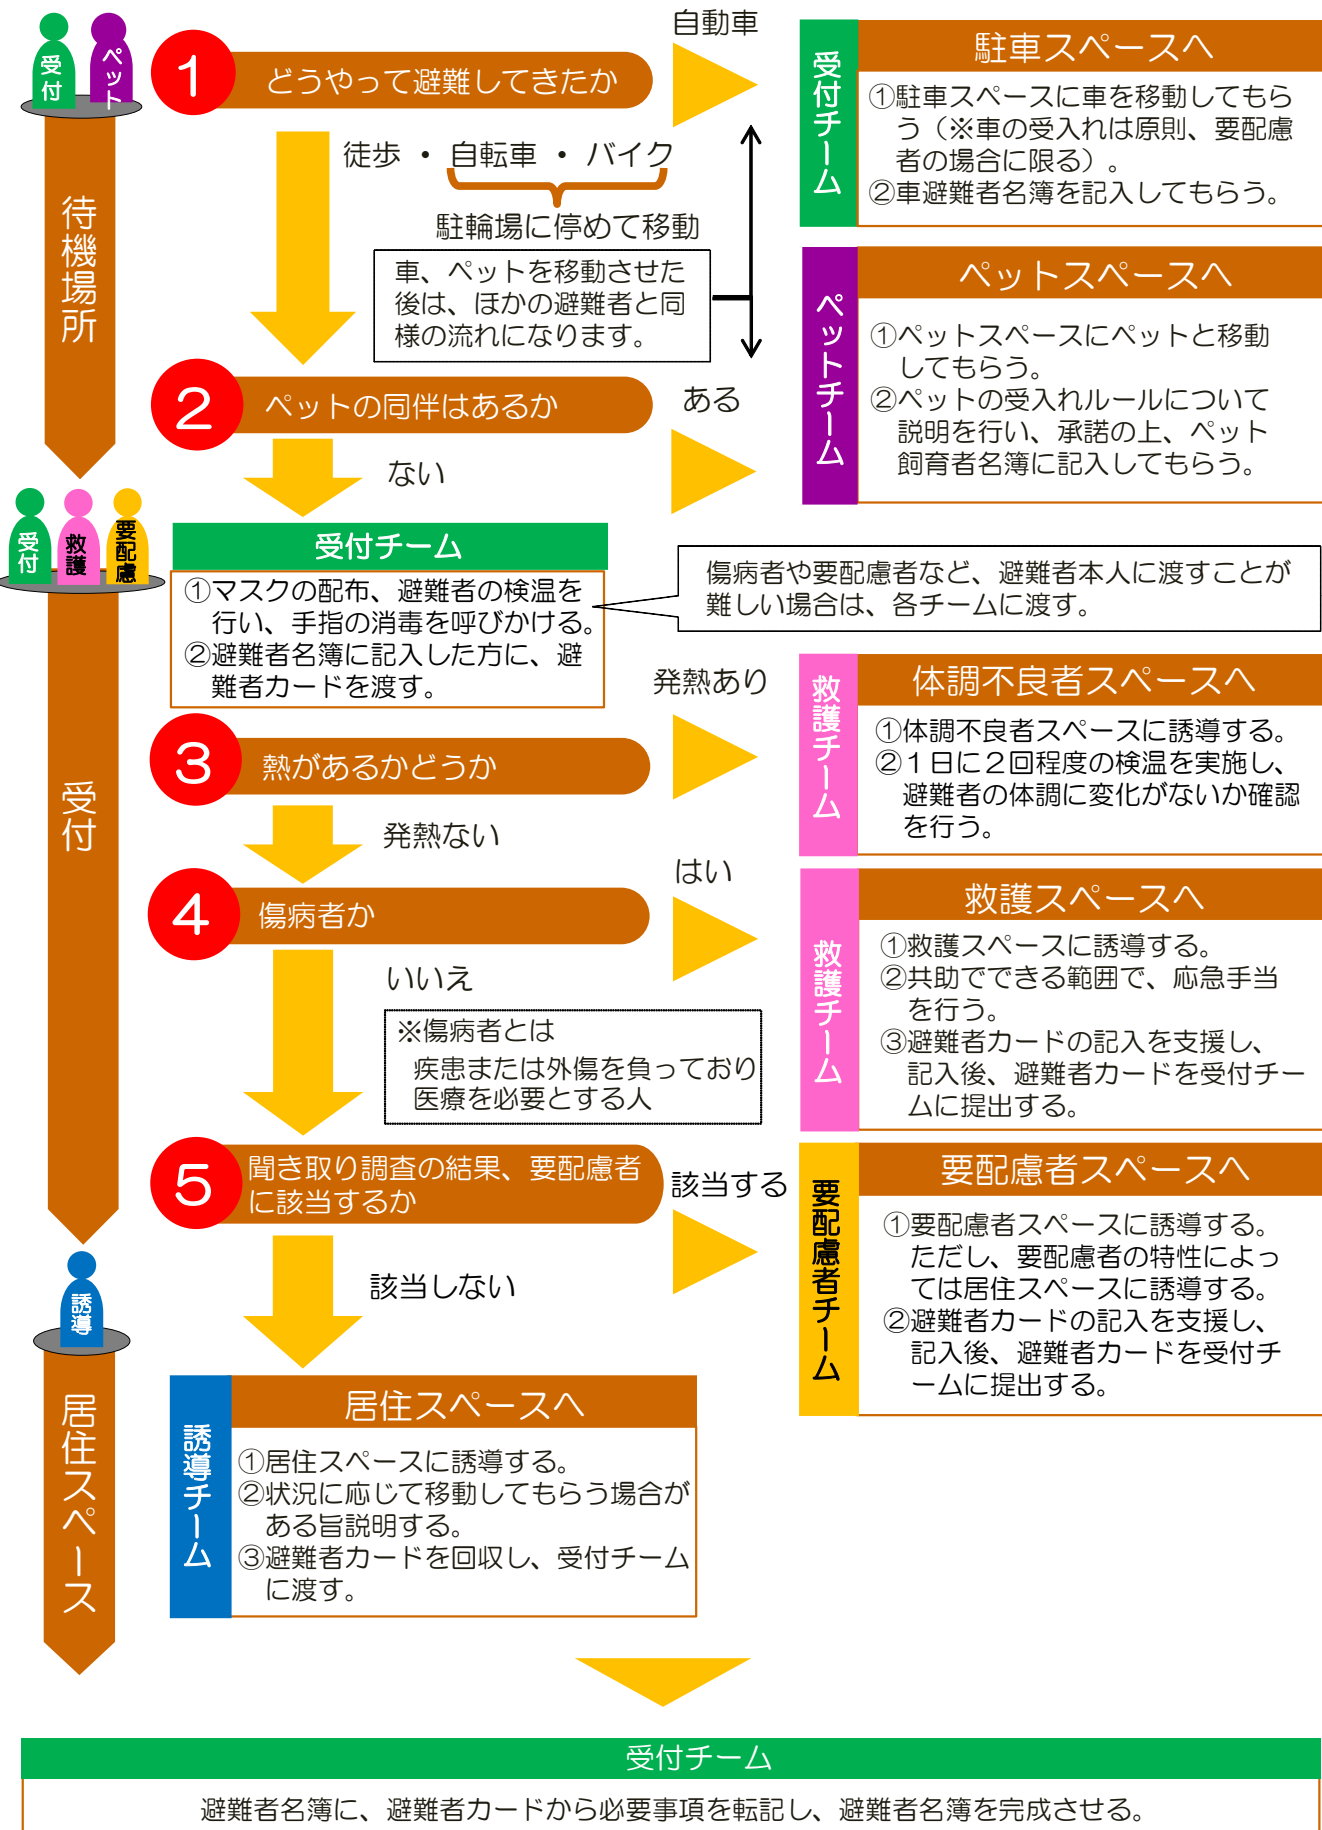 受付
ペット
待機場所
1
どうやって避難してきたか
自動車
徒歩 ・ 自転車 ・ バイク
駐輪場に停めて移動
車、ペットを移動させた
後は、ほかの避難者と同
様の流れになります。
受付チーム
駐車スペースへ
①駐車スペースに車を移動してもら
う（※車の受入れは原則、要配慮
者の場合に限る）。
②車避難者名簿を記入してもらう。
2
ペットの同伴はあるか
ある
ない
ペットチーム
ペットスペースへ
①ペットスペースにペットと移動
してもらう。
②ペットの受入れルールについて
説明を行い、承諾の上、ペット
飼育者名簿に記入してもらう。
受付
救護
要配慮
受付
受付チーム
①マスクの配布、避難者の検温を
行い、手指の消毒を呼びかける。
②避難者名簿に記入した方に、避
難者カードを渡す。
傷病者や要配慮者など、避難者本人に渡すことが
難しい場合は、各チームに渡す。
3
熱があるかどうか
発熱あり
発熱ない
救護チーム
体調不良者スペースへ
①体調不良者スペースに誘導する。
②１日に２回程度の検温を実施し、
避難者の体調に変化がないか確認
を行う。
4
傷病者か
はい
いいえ
※傷病者とは
疾患または外傷を負っており
医療を必要とする人
救護チーム
救護スペースへ
①救護スペースに誘導する。
②共助でできる範囲で、応急手当
を行う。
③避難者カードの記入を支援し、
記入後、避難者カードを受付チー
ムに提出する。
5
聞き取り調査の結果、要配慮者
に該当するか
該当する
該当しない
要配慮者チーム
要配慮者スペースへ
①要配慮者スペースに誘導する。
ただし、要配慮者の特性によっ
ては居住スペースに誘導する。
②避難者カードの記入を支援し、
記入後、避難者カードを受付チ
ームに提出する。
誘導
居住スペース
誘導チーム
居住スペースへ
①居住スペースに誘導する。
②状況に応じて移動してもらう場合が
ある旨説明する。
③避難者カードを回収し、受付チーム
に渡す。
受付チーム
避難者名簿に、避難者カードから必要事項を転記し、避難者名簿を完成させる。